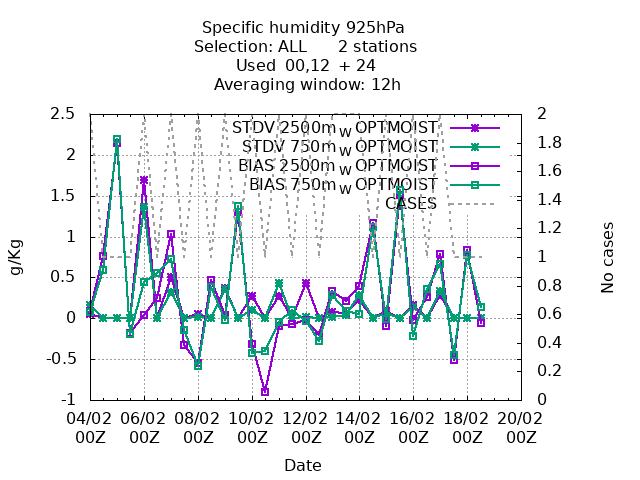 Specific humidity 925hPa
Selection: ALL 2 stations
Used 00,12 + 24
Averaging window: 12h
STDV 2500m_w OPTMOIST
STDV 750m_w OPTMOIST
BIAS 2500m_w OPTMOIST
BIAS 750m_w OPTMOIST
CASES
2.5
2
1.5
1
0.5
0
-0.5
-1
g/Kg
2
1.8
1.6
1.4
1.2
1
0.8
0.6
0.4
0.2
0
No cases
04/02 06/02 08/02 10/02 12/02 14/02 16/02 18/02 20/02
00Z 00Z 00Z 00Z 00Z 00Z 00Z 00Z 00Z
Date